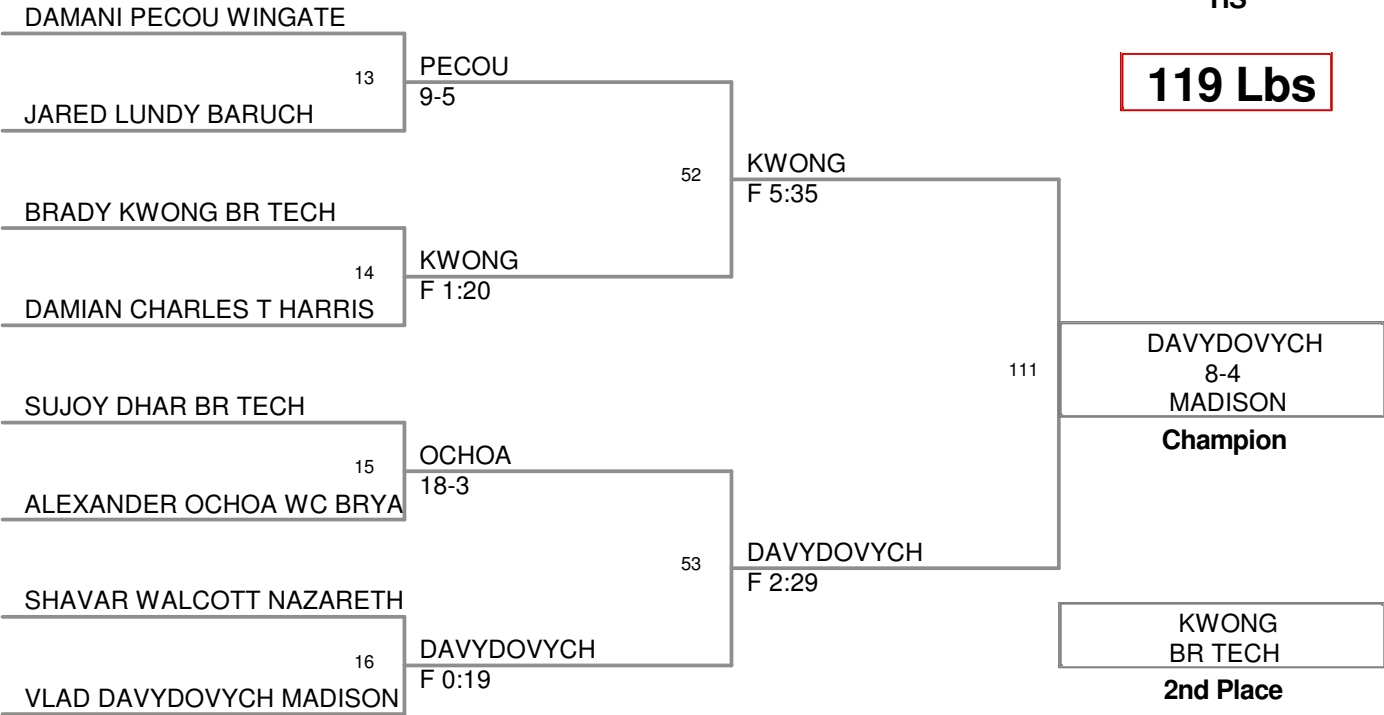 HS
119 Lbs
DAMANI PECOU WINGATE
13
JARED LUNDY BARUCH
PECOU
9-5
BRADY KWONG BR TECH
14
DAMIAN CHARLES T HARRIS
KWONG
F 1:20
52
KWONG
F 5:35
SUJOY DHAR BR TECH
15
ALEXANDER OCHOA WC BRYA
OCHOA
18-3
SHAVAR WALCOTT NAZARETH
16
VLAD DAVYDOVYCH MADISON
DAVYDOVYCH
F 0:19
53
DAVYDOVYCH
F 2:29
111
DAVYDOVYCH
8-4
MADISON
Champion
KWONG
BR TECH
2nd Place